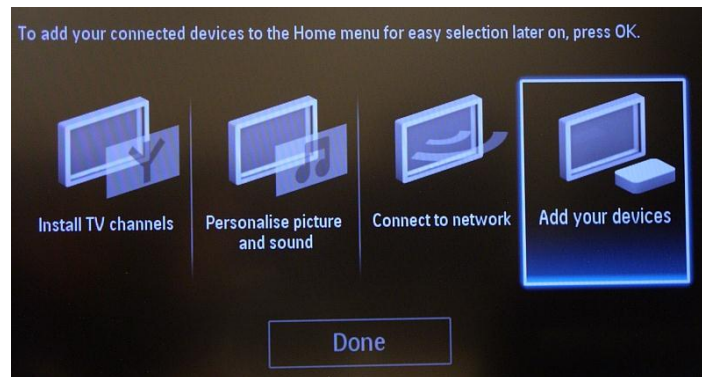 To add your connected devices to the Home menu for easy selection later on, press OK.
Install TV channels
Personalise picture
and sound
Connect to network
Add your devices
Done